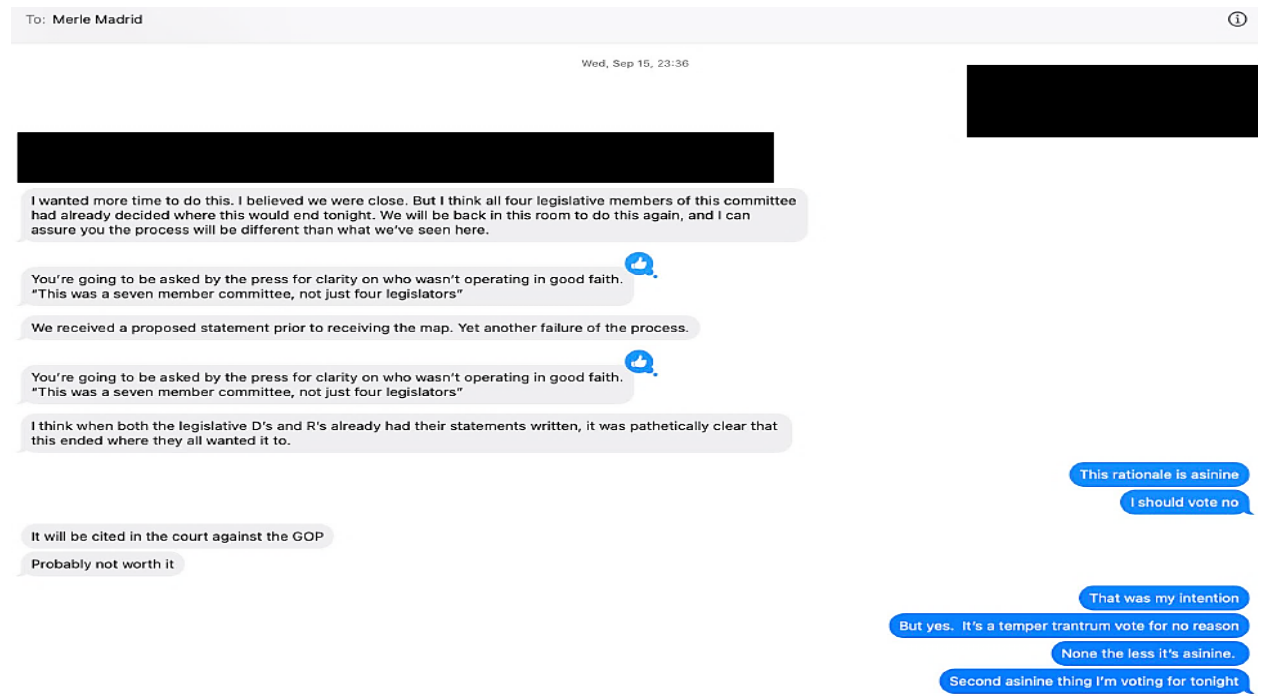 To: Merle Madrid
Wed, Sep 15, 23:36
I wanted more time to do this. I believed we were close. But I think all four legislative members of this committee
had already decided where this would end tonight. We will be back in this room to do this again, and I can
assure you the process will be different than what we've seen here.
You're going to be asked by the press for clarity on who wasn't operating in good faith.
"This was a seven member committee, not just four legislators"
We received a proposed statement prior to receiving the map. Yet another failure of the process.
You're going to be asked by the press for clarity on who wasn't operating in good faith.
"This was a seven member committee, not just four legislators"
I think when both the legislative D's and R's already had their statements written, it was pathetically clear that
this ended where they all wanted it to.
This rationale is asinine
I should vote no
It will be cited in the court against the GOP
Probably not worth it
That was my intention
But yes.  It's a temper trantrum vote for no reason
None the less it's asinine.
Second asinine thing I'm voting for tonight